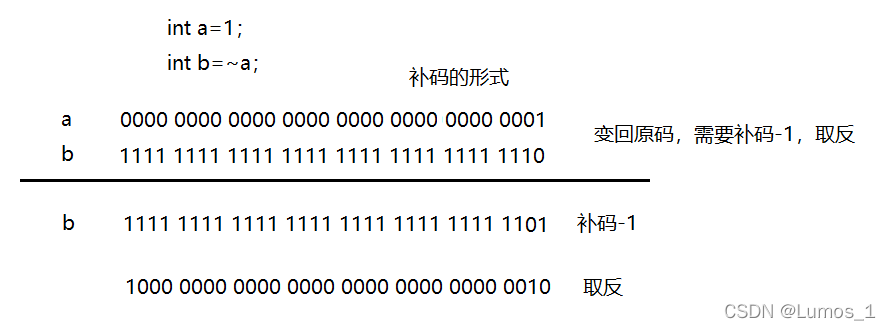 int a=1;
int b=~a;
补码的形式
a 0000 0000 0000 0000 0000 0000 0000 0001
变回原码，需要补码-1，取反
b 1111 1111 1111 1111 1111 1111 1111 1110
b 1111 1111 1111 1111 1111 1111 1111 1101 补码-1
1000 0000 0000 0000 0000 0000 0000 0010 取反
CSDN @Lumos_1